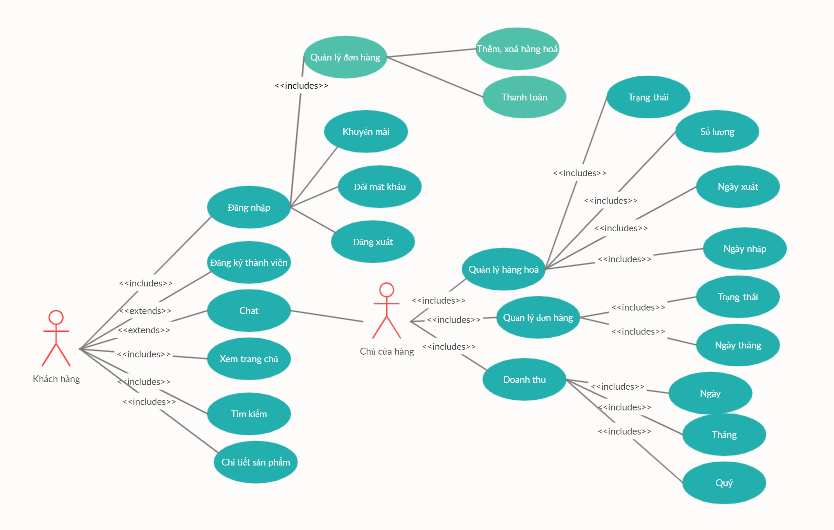 Quản lý đơn hàng
Thêm, xoá hàng hoá
Thanh toán
<<includes>>
Khuyến mãi
Đổi mật khẩu
Đăng xuất
Đăng nhập
Đăng ký thành viên
Chat
Xem trang chủ
Tìm kiếm
Chi tiết sản phẩm
<<includes>>
<<extends>>
<<extends>>
<<includes>>
<<includes>>
<<includes>>
Khách hàng
Chủ cửa hàng
<<includes>>
<<includes>>
<<includes>>
Quản lý hàng hoá
Quản lý đơn hàng
Doanh thu
<<includes>>
<<includes>>
<<includes>>
<<includes>>
Trạng thái
Số lượng
Ngày xuất
Ngày nhập
<<includes>>
<<includes>>
Trạng thái
Ngày tháng
<<includes>>
<<includes>>
<<includes>>
Ngày
Tháng
Quý